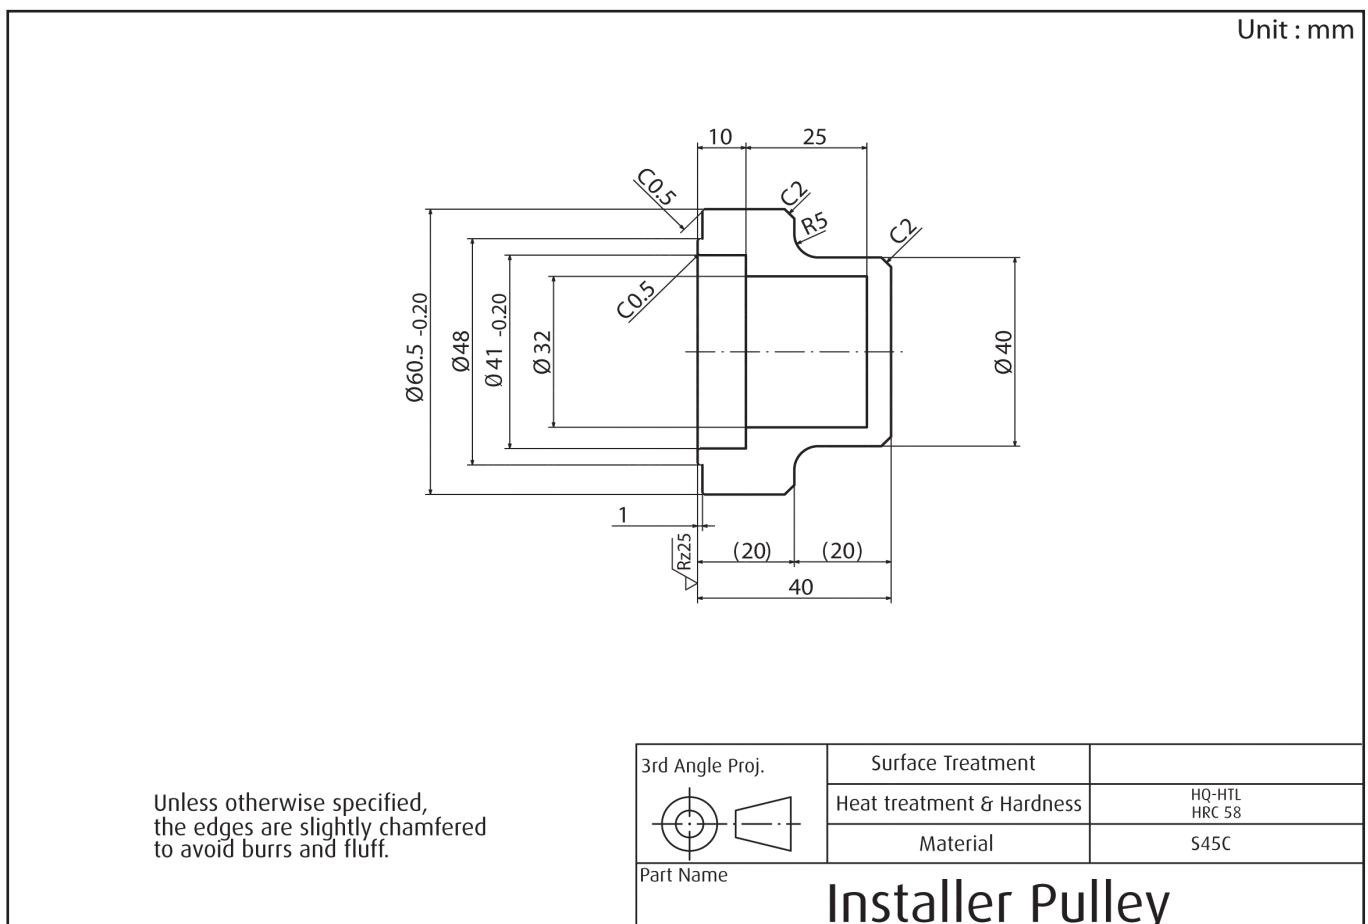 Unit : mm
10
25
C0.5
C2
R5
C2
C0.5
Ø60.5 -0.20
Ø48
Ø41 -0.20
Ø32
Ø40
1
Rz25
(20)
(20)
40
Unless otherwise specified,
the edges are slightly chamfered
to avoid burrs and fluff.
3rd Angle Proj.
Surface Treatment
Heat treatment & Hardness
HQ-HTL
HRC 58
Material
S45C
Part Name
Installer Pulley